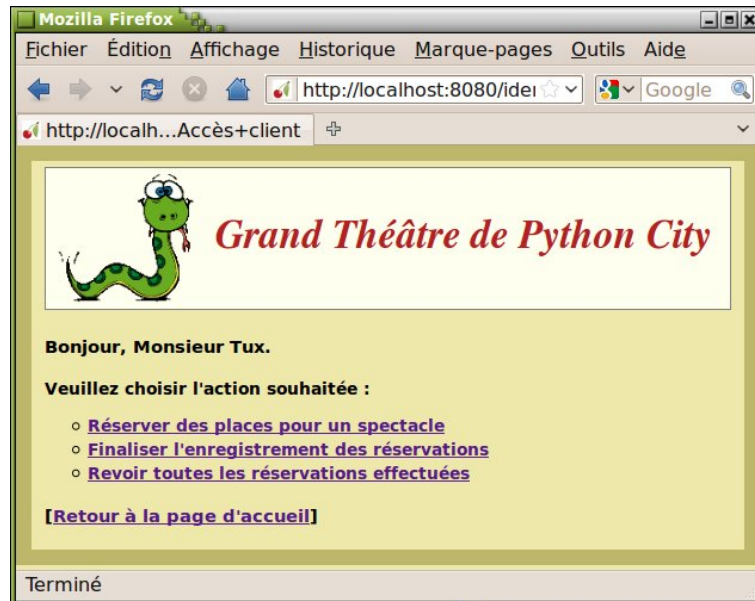 Mozilla Firefox
Fichier Édition Affichage Historique Marque-pages Outils Aide
http://localhost:8080/iden Google
http://localh...Accès+client
Grand Théâtre de Python City
Bonjour, Monsieur Tux.
Veuillez choisir l'action souhaitée :
Réserver des places pour un spectacle
Finaliser l'enregistrement des réservations
Revoir toutes les réservations effectuées
[Retour à la page d'accueil]
Terminé